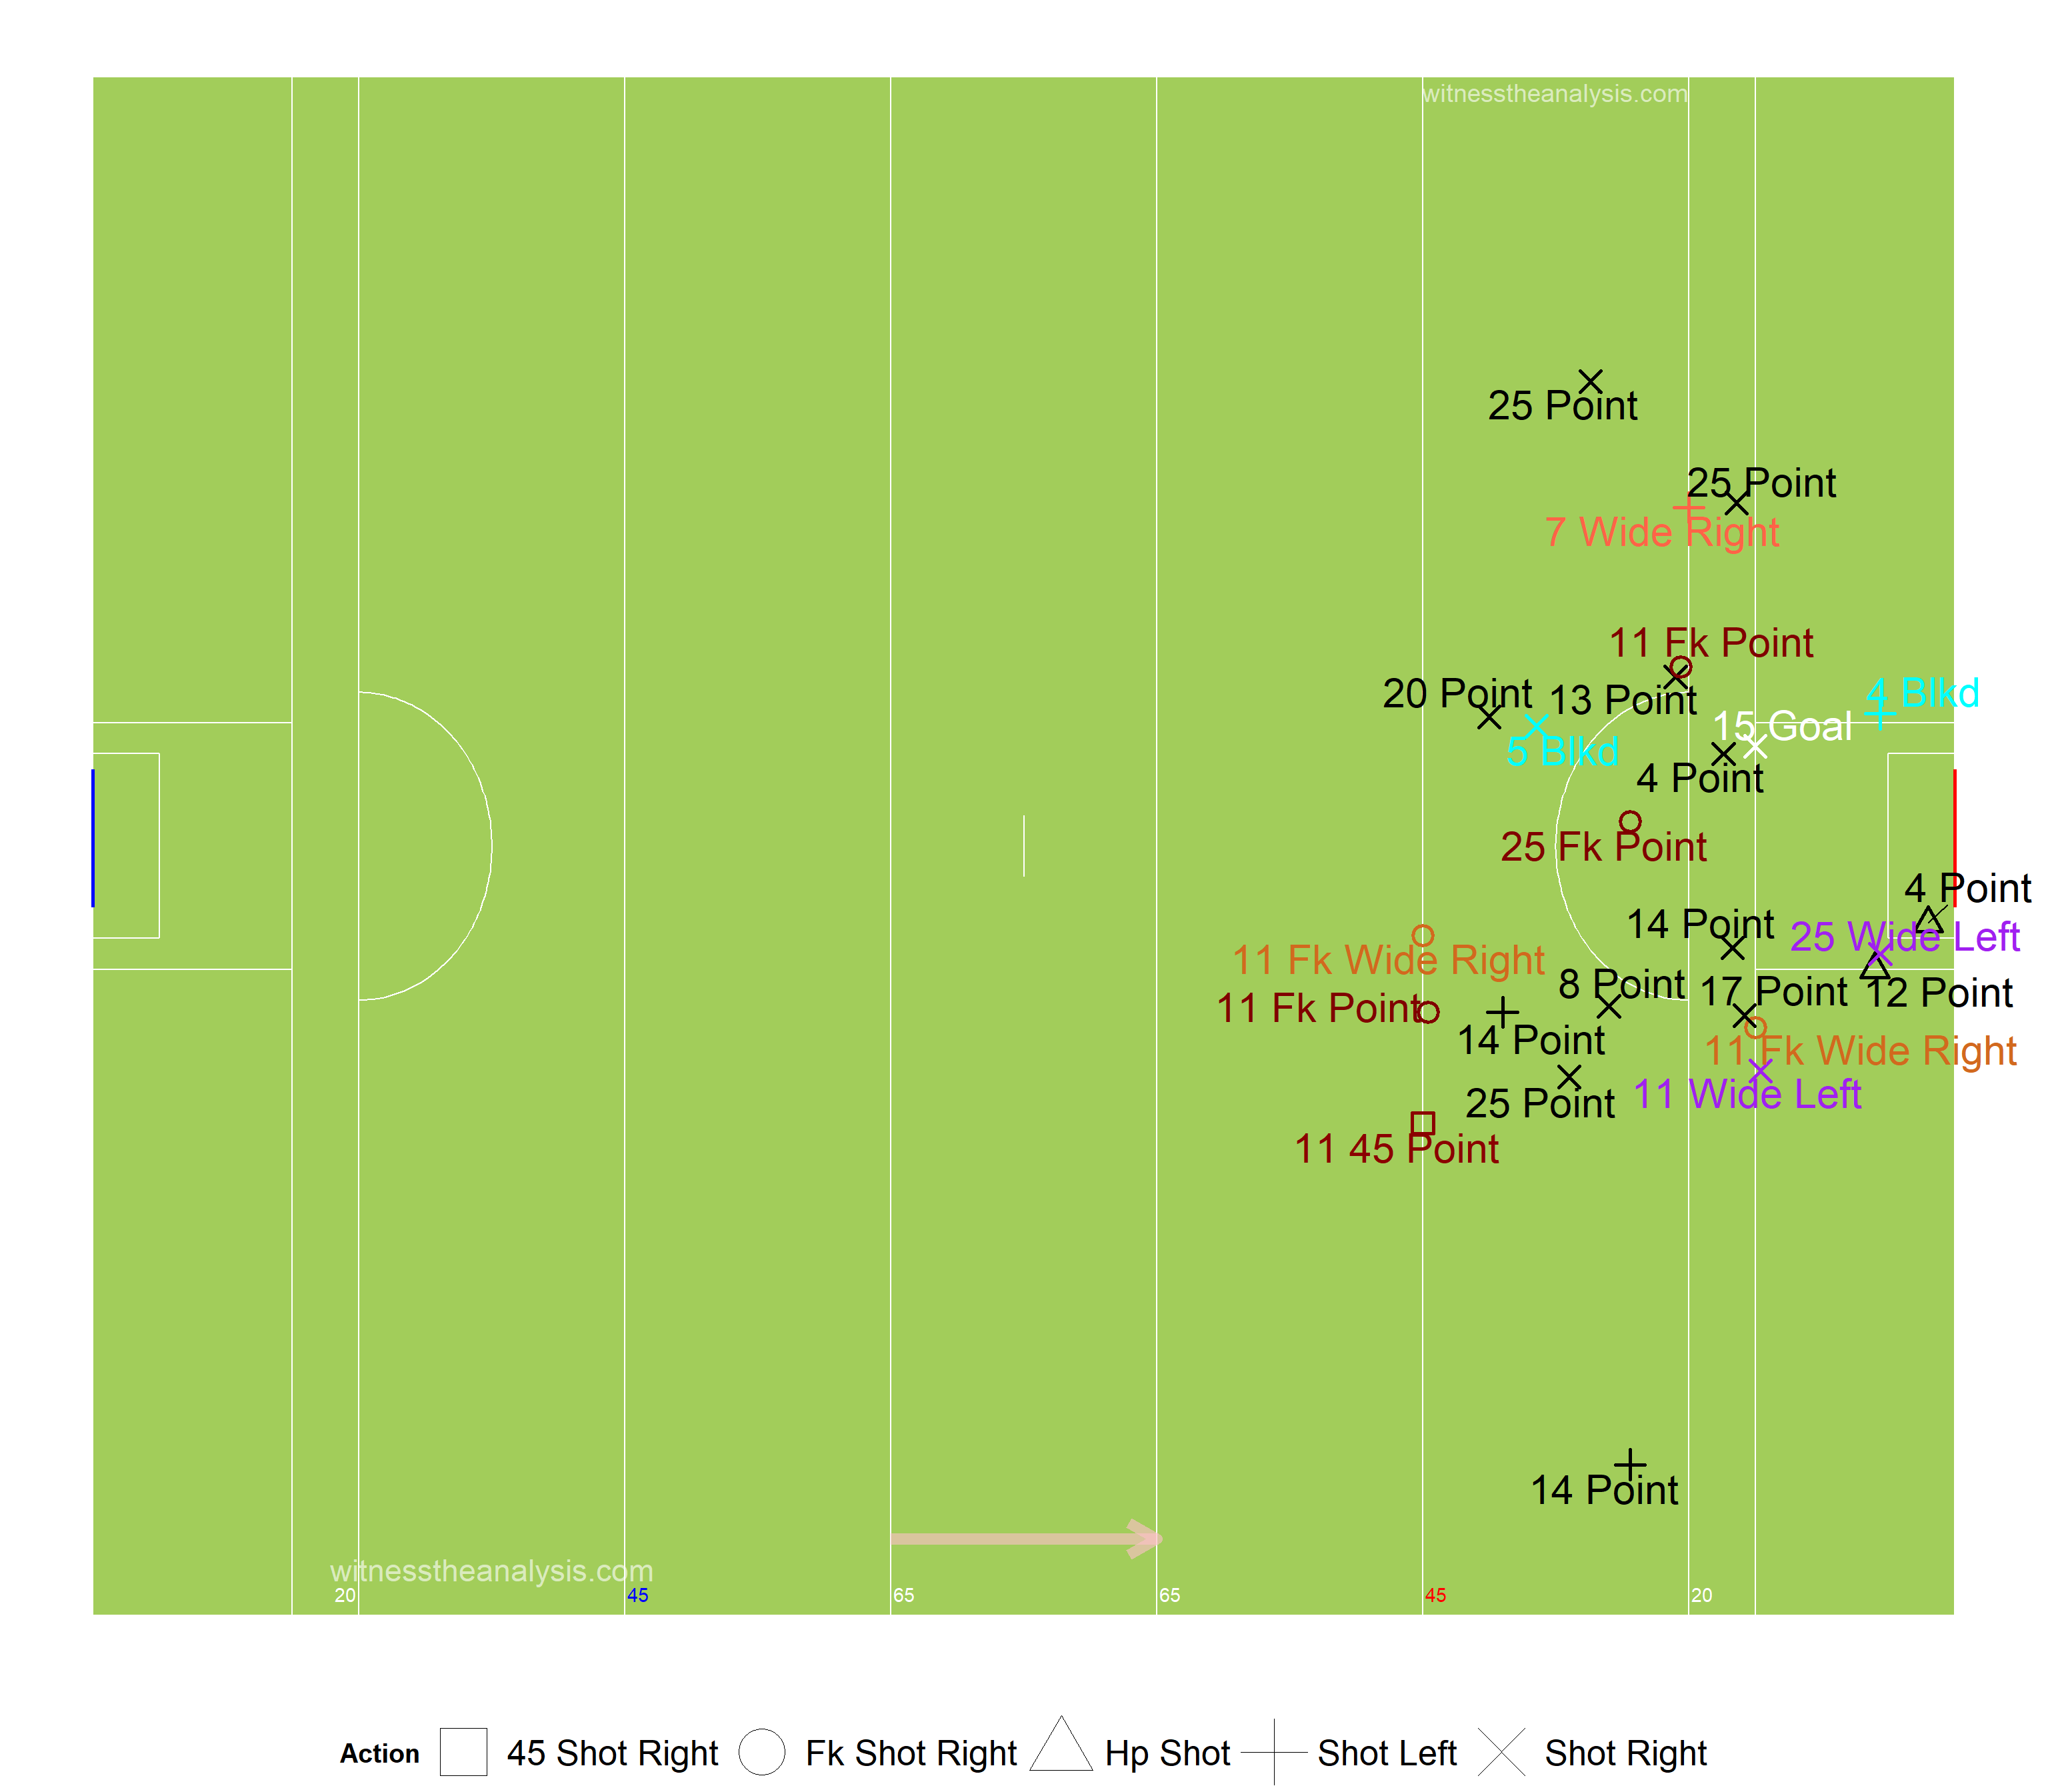 witnesstheanalysis.com
25 Point
25 Point
7 Wide Right
11 Fk Point
20 Point
13 Point
4 Blkd
15 Goal
5 Blkd
4 Point
25 Fk Point
4 Point
14 Point
25 Wide Left
11 Fk Wide Right
8 Point
17 Point
12 Point
11 Fk Point
14 Point
11 Fk Wide Right
25 Point
11 Wide Left
11 45 Point
14 Point
witnesstheanalysis.com
20
45
65
65
45
20
Action
45 Shot Right
Fk Shot Right
Hp Shot
Shot Left
Shot Right